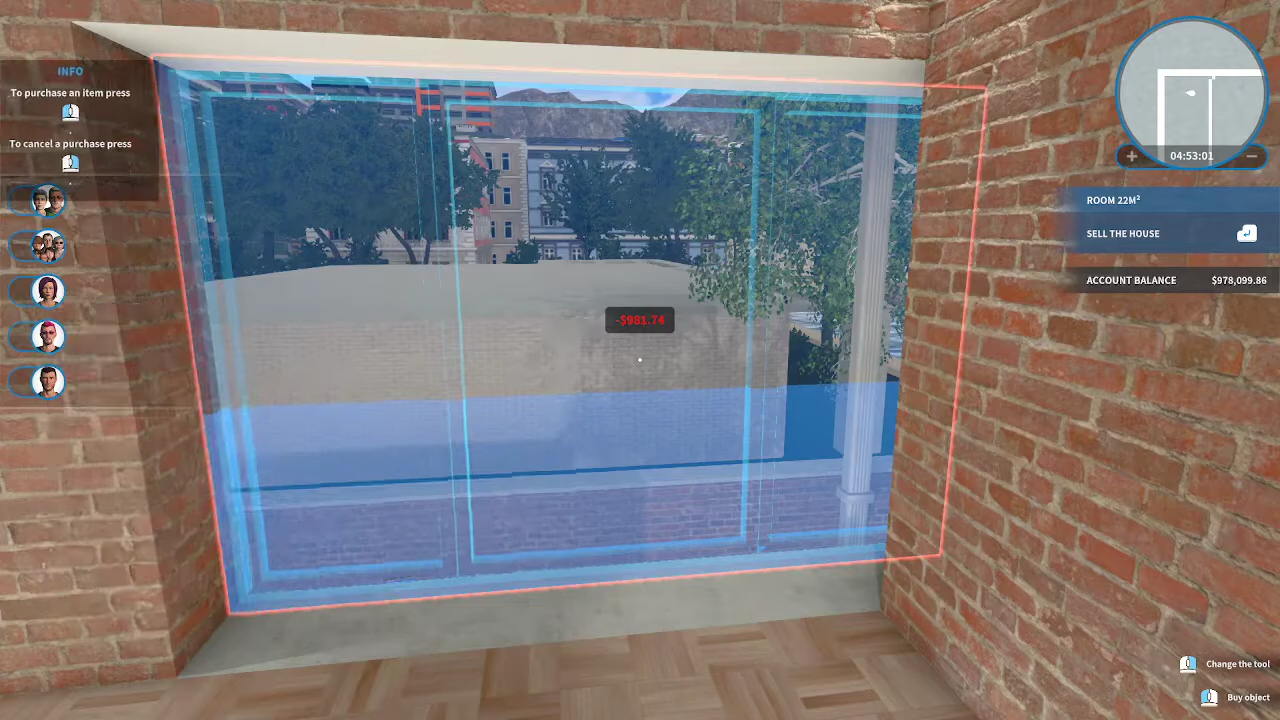 INFO
To purchase an item press
To cancel a purchase press
-$981.74
+ 04:53:01 −
ROOM 22M²
SELL THE HOUSE
ACCOUNT BALANCE $978,099.86
Change the tool
Buy object